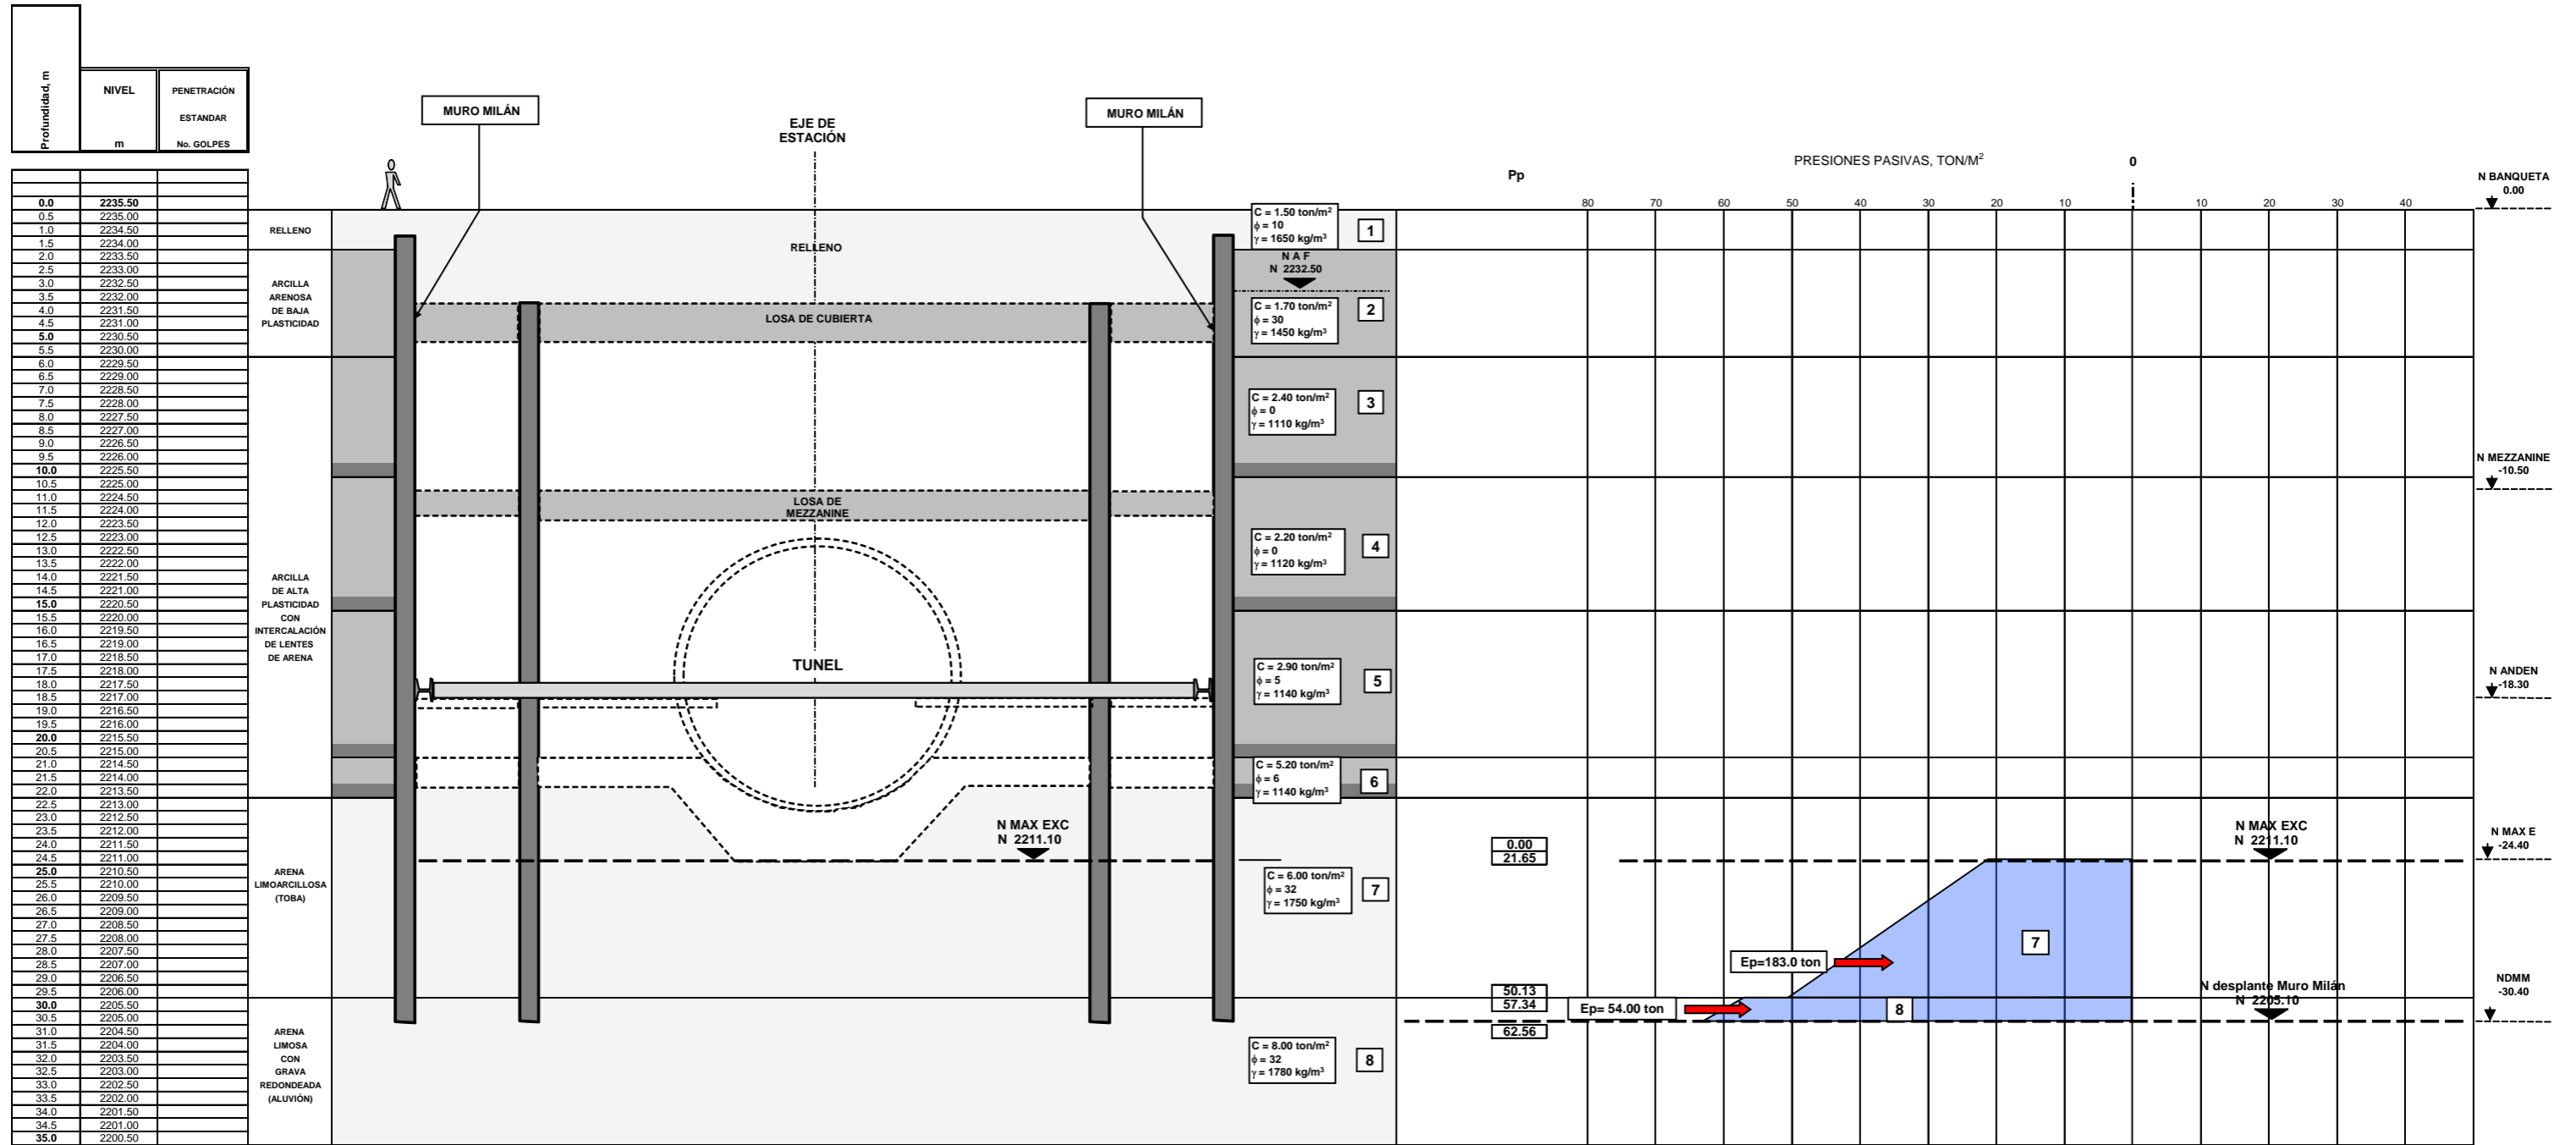 Profundidad, m
NIVEL
m
PENETRACIÓN
ESTANDAR
No. GOLPES
0.0 2235.50
0.5 2235.00
1.0 2234.50
1.5 2234.00
2.0 2233.50
2.5 2233.00
3.0 2232.50
3.5 2232.00
4.0 2231.50
4.5 2231.00
5.0 2230.50
5.5 2230.00
6.0 2229.50
6.5 2229.00
7.0 2228.50
7.5 2228.00
8.0 2227.50
8.5 2227.00
9.0 2226.50
9.5 2226.00
10.0 2225.50
10.5 2225.00
11.0 2224.50
11.5 2224.00
12.0 2223.50
12.5 2223.00
13.0 2222.50
13.5 2222.00
14.0 2221.50
14.5 2221.00
15.0 2220.50
15.5 2220.00
16.0 2219.50
16.5 2219.00
17.0 2218.50
17.5 2218.00
18.0 2217.50
18.5 2217.00
19.0 2216.50
19.5 2216.00
20.0 2215.50
20.5 2215.00
21.0 2214.50
21.5 2214.00
22.0 2213.50
22.5 2213.00
23.0 2212.50
23.5 2212.00
24.0 2211.50
24.5 2211.00
25.0 2210.50
25.5 2210.00
26.0 2209.50
26.5 2209.00
27.0 2208.50
27.5 2208.00
28.0 2207.50
28.5 2207.00
29.0 2206.50
29.5 2206.00
30.0 2205.50
30.5 2205.00
31.0 2204.50
31.5 2204.00
32.0 2203.50
32.5 2203.00
33.0 2202.50
33.5 2202.00
34.0 2201.50
34.5 2201.00
35.0 2200.50
RELLENO
ARCILLA
ARENOSA
DE BAJA
PLASTICIDAD
ARCILLA
DE ALTA
PLASTICIDAD
CON
INTERCALACIÓN
DE LENTES
DE ARENA
ARENA
LIMOARCILLOSA
(TOBA)
ARENA
LIMOSA
CON
GRAVA
REDONDEADA
(ALUVIÓN)
MURO MILÁN
EJE DE
ESTACIÓN
MURO MILÁN
RELLENO
LOSA DE CUBIERTA
LOSA DE
MEZZANINE
TUNEL
N MAX EXC
N 2211.10
C = 1.50 ton/m²
ϕ = 10
γ = 1650 kg/m³
1
N A F
N 2232.50
C = 1.70 ton/m²
ϕ = 30
γ = 1450 kg/m³
2
C = 2.40 ton/m²
ϕ = 0
γ = 1110 kg/m³
3
C = 2.20 ton/m²
ϕ = 0
γ = 1120 kg/m³
4
C = 2.90 ton/m²
ϕ = 5
γ = 1140 kg/m³
5
C = 5.20 ton/m²
ϕ = 6
γ = 1140 kg/m³
6
C = 6.00 ton/m²
ϕ = 32
γ = 1750 kg/m³
7
C = 8.00 ton/m²
ϕ = 32
γ = 1780 kg/m³
8
Pp
PRESIONES PASIVAS, TON/M²
0
80 70 60 50 40 30 20 10 10 20 30 40
0.00
21.65
50.13
57.34
62.56
N MAX EXC
N 2211.10
7
Ep=183.0 ton
Ep= 54.00 ton
8
N desplante Muro Milán
N 2205.10
N BANQUETA
0.00
N MEZZANINE
-10.50
N ANDEN
-18.30
N MAX E
-24.40
NDMM
-30.40